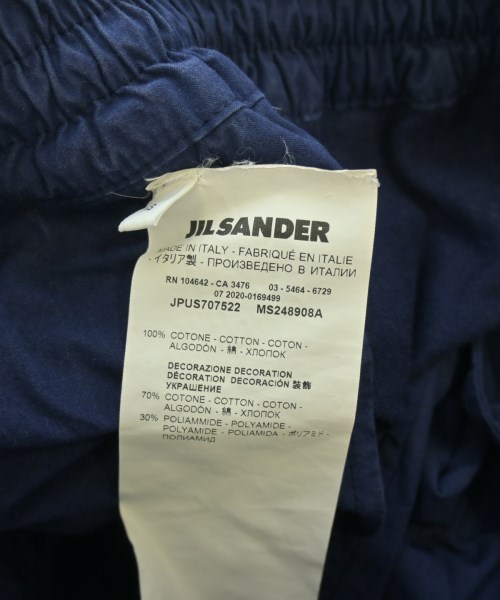 JIL SANDER
MADE IN ITALY - FABRIQUÉ EN ITALIE
- イタリア製 - ПРОИЗВЕДЕНО В ИТАЛИИ
RN 104642 - CA 3476 03 - 5464 - 6729
07 2020-0169499
JPUS707522 MS248908A
100% COTONE - COTTON - COTON -
ALGODÓN - 綿 - ХЛОПОК
DECORAZIONE DECORATION
DÉCORATION DECORACIÓN 装飾
УКРАШЕНИЕ
70% COTONE - COTTON - COTON -
ALGODÓN - 綿 - ХЛОПОК
30% POLIAMMIDE - POLYAMIDE -
POLYAMIDE - POLIAMIDA - ポリアミド -
ПОЛИАМИД